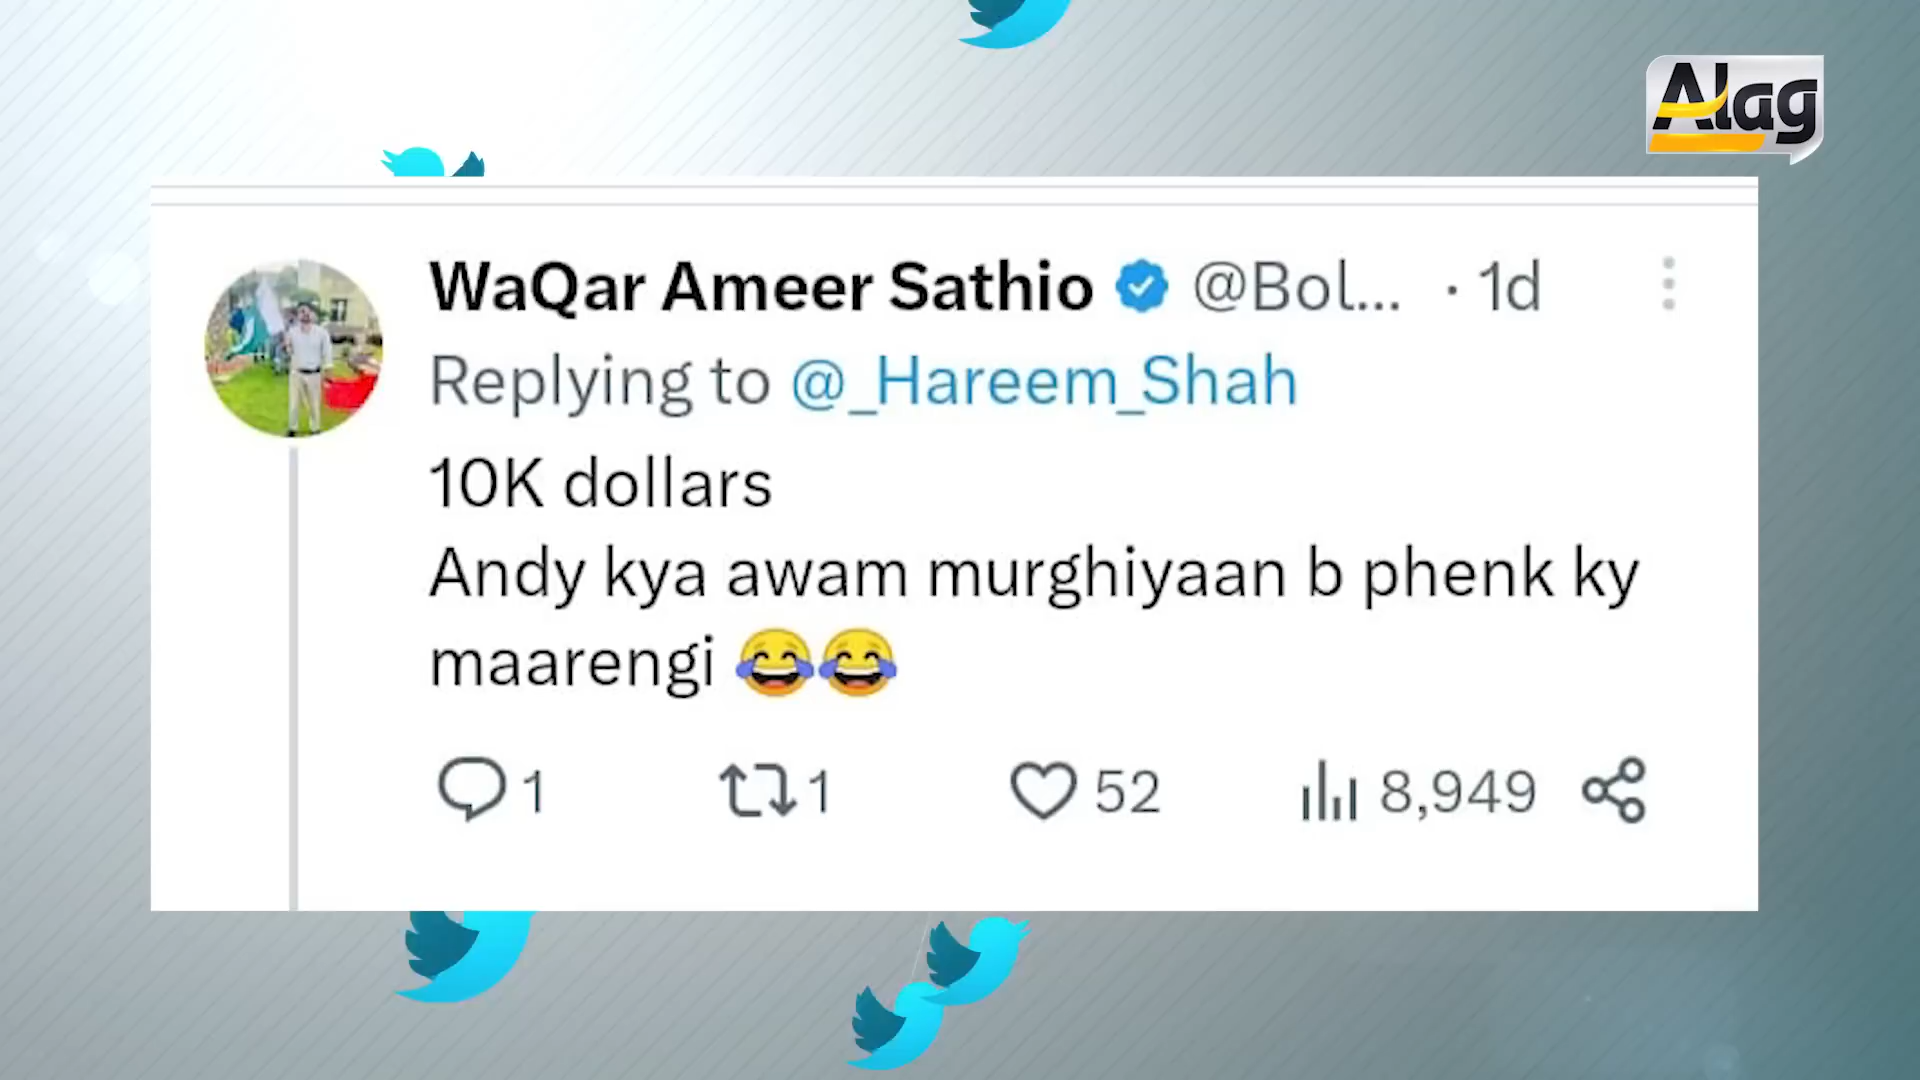 Alag
WaQar Ameer Sathio @Bol... · 1d
Replying to @_Hareem_Shah
10K dollars
Andy kya awam murghiyaan b phenk ky
maarengi 😂😂
1 1 52 8,949